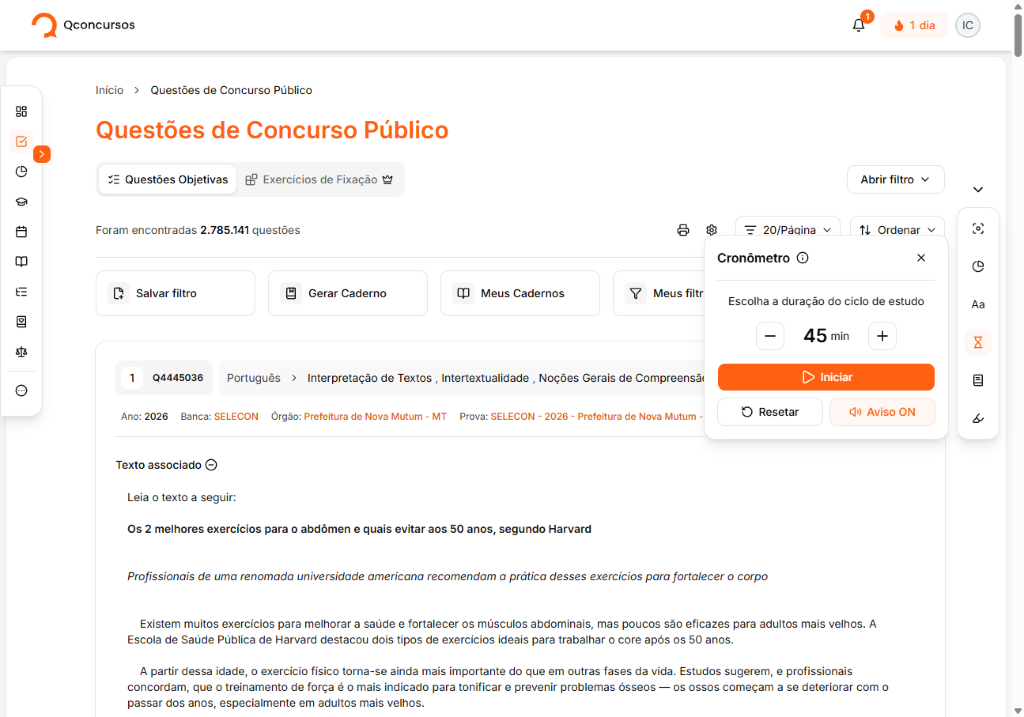 Qconcursos
1
1 dia
IC
Início > Questões de Concurso Público
Questões de Concurso Público
Questões Objetivas
Exercícios de Fixação
Abrir filtro
Foram encontradas 2.785.141 questões
20/Página
Ordenar
Salvar filtro
Gerar Caderno
Meus Cadernos
Meus filtr
Cronômetro
Escolha a duração do ciclo de estudo
45 min
Iniciar
Resetar
Aviso ON
Aa
1 Q4445036 Português > Interpretação de Textos , Intertextualidade , Noções Gerais de Compreensão
Ano: 2026 Banca: SELECON Órgão: Prefeitura de Nova Mutum - MT Prova: SELECON - 2026 - Prefeitura de Nova Mutum -
Texto associado
Leia o texto a seguir:
Os 2 melhores exercícios para o abdômen e quais evitar aos 50 anos, segundo Harvard
Profissionais de uma renomada universidade americana recomendam a prática desses exercícios para fortalecer o corpo
Existem muitos exercícios para melhorar a saúde e fortalecer os músculos abdominais, mas poucos são eficazes para adultos mais velhos. A
Escola de Saúde Pública de Harvard destacou dois tipos de exercícios ideais para trabalhar o core após os 50 anos.
A partir dessa idade, o exercício físico torna-se ainda mais importante do que em outras fases da vida. Estudos sugerem, e profissionais
concordam, que o treinamento de força é o mais indicado para tonificar e prevenir problemas ósseos — os ossos começam a se deteriorar com o
passar dos anos, especialmente em adultos mais velhos.